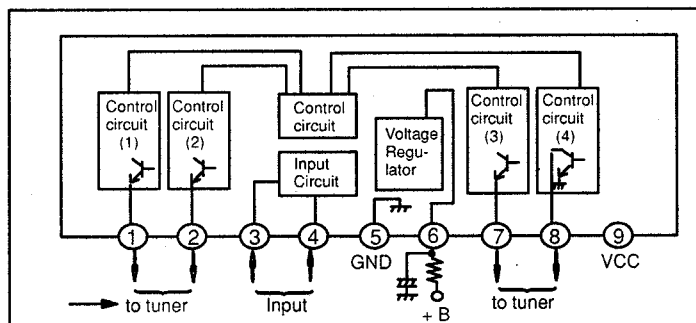 Control
circuit
(1)
Control
circuit
(2)
Control
circuit
Input
Circuit
Voltage
Regu-
lator
Control
circuit
(3)
Control
circuit
(4)
1
2
3
4
5
6
7
8
9
GND
VCC
to tuner
Input
+ B
to tuner